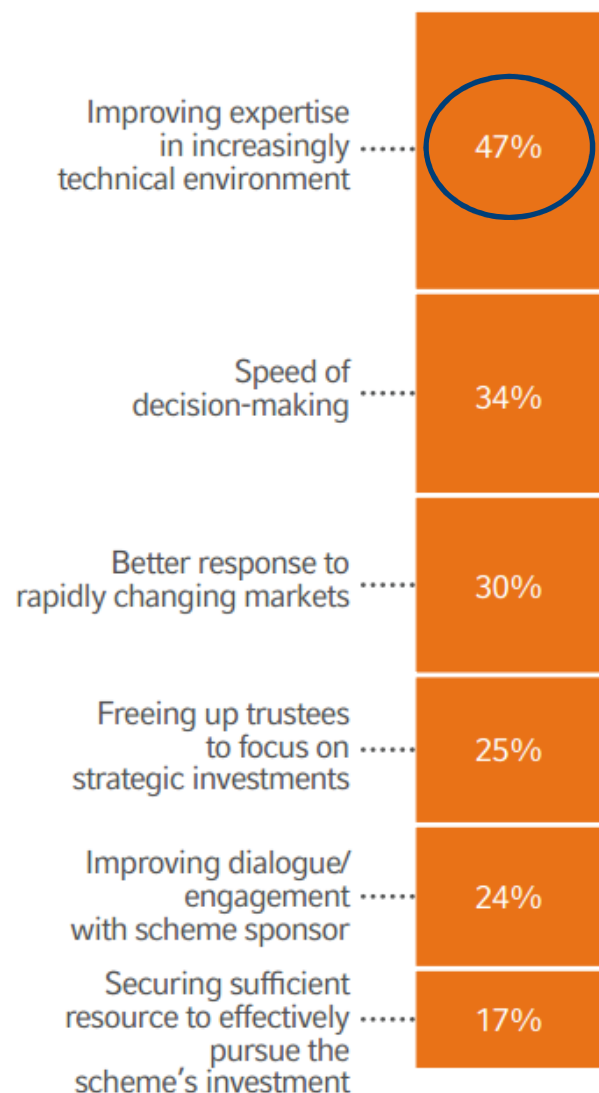 Improving expertise
in increasingly
technical environment
47%
Speed of
decision-making
34%
Better response to
rapidly changing markets
30%
Freeing up trustees
to focus on
strategic investments
25%
Improving dialogue/
engagement
with scheme sponsor
24%
Securing sufficient
resource to effectively
pursue the
scheme's investment
17%